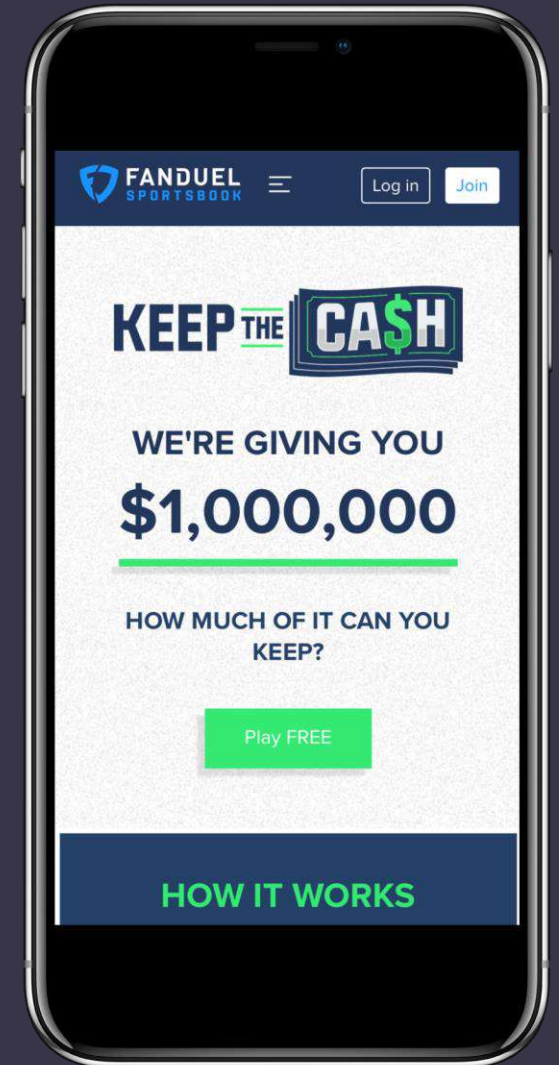 FANDUEL
SPORTSBOOK
Log in
Join
KEEP THE CA$H
WE'RE GIVING YOU
$1,000,000
HOW MUCH OF IT CAN YOU
KEEP?
Play FREE
HOW IT WORKS